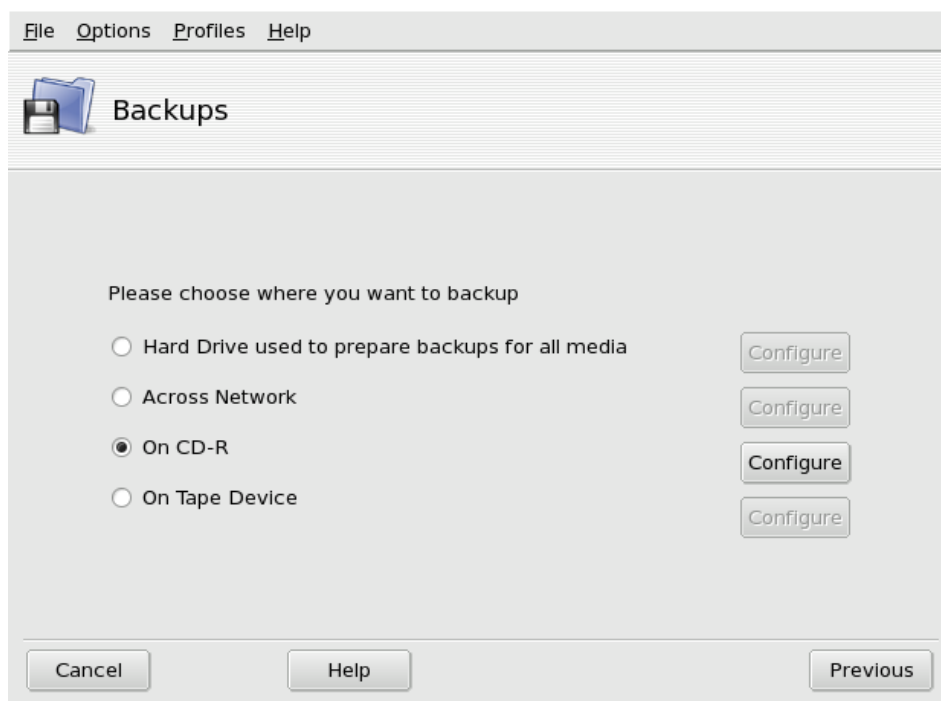 File Options Profiles Help
Backups
Please choose where you want to backup
Hard Drive used to prepare backups for all media
Configure
Across Network
Configure
On CD-R
Configure
On Tape Device
Configure
Cancel Help Previous